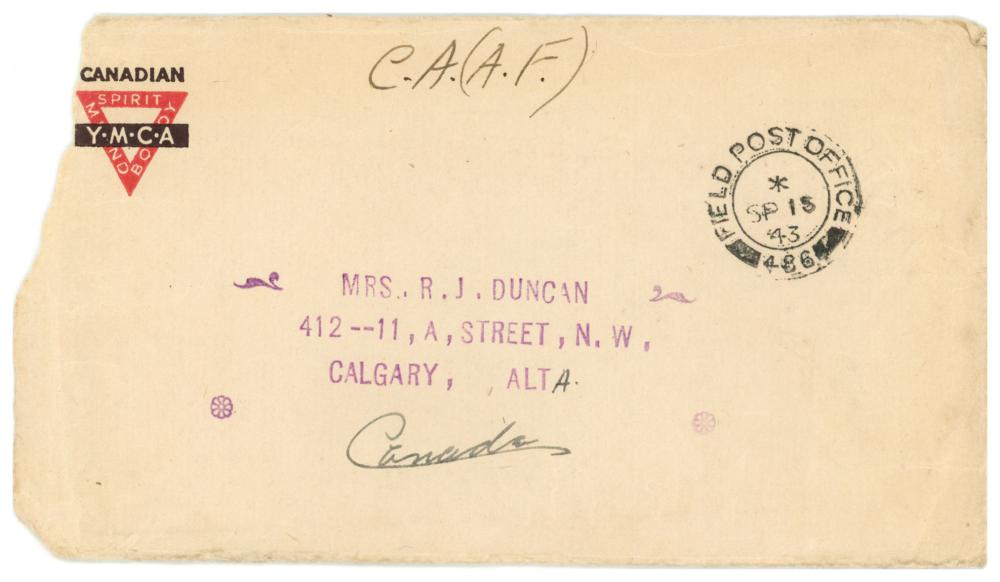 C.A.(A.F.)
CANADIAN
SPIRIT
MIND
BODY
Y·M·C·A
FIELD POST OFFICE
*
SP 15
43
486
MRS., R.J. DUNCAN
412--11, A, STREET, N.W.
CALGARY, ALTA.
Canada